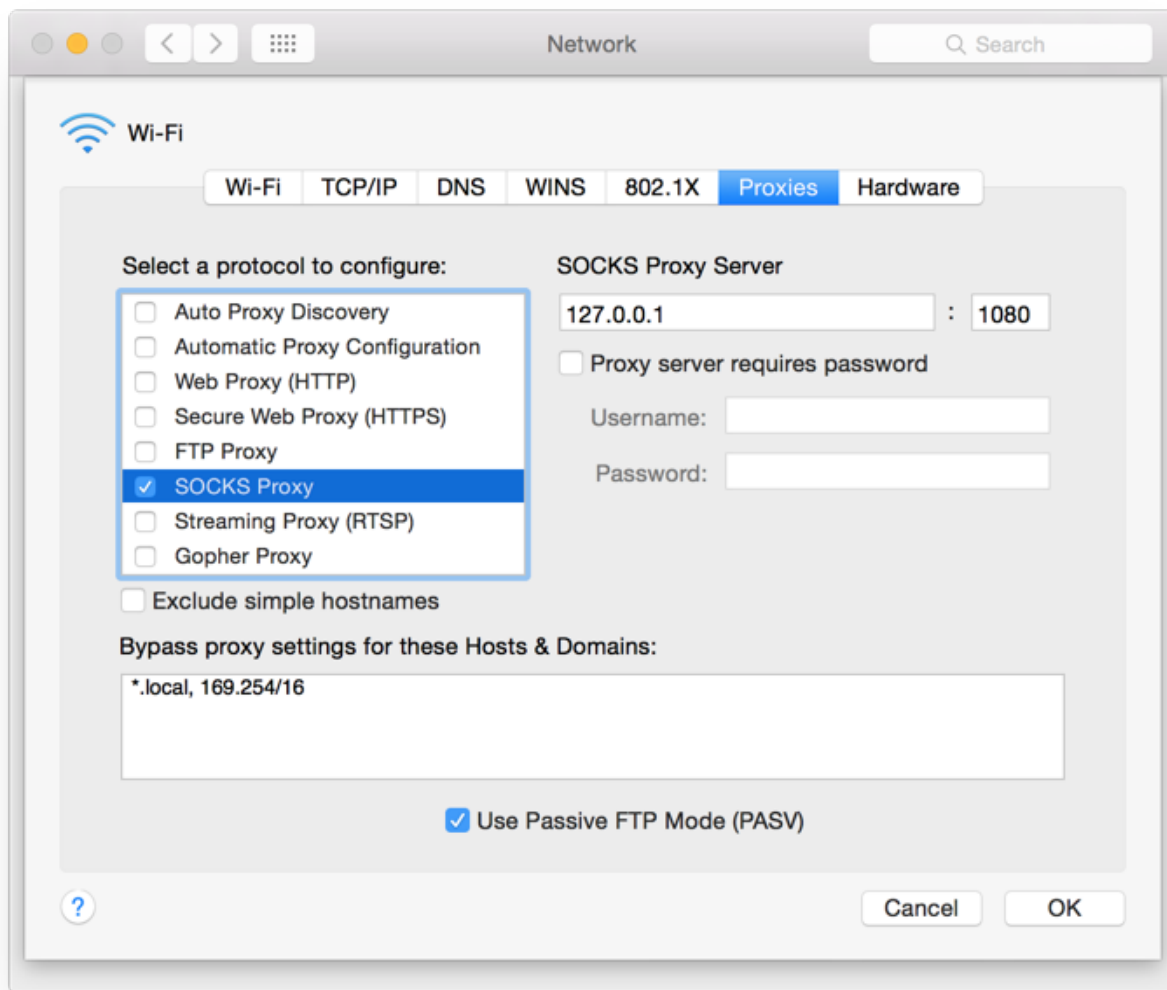 Network
Search
Wi-Fi
Wi-Fi TCP/IP DNS WINS 802.1X Proxies Hardware
Select a protocol to configure:
Auto Proxy Discovery
Automatic Proxy Configuration
Web Proxy (HTTP)
Secure Web Proxy (HTTPS)
FTP Proxy
SOCKS Proxy
Streaming Proxy (RTSP)
Gopher Proxy
Exclude simple hostnames
SOCKS Proxy Server
127.0.0.1 : 1080
Proxy server requires password
Username:
Password:
Bypass proxy settings for these Hosts & Domains:
*.local, 169.254/16
Use Passive FTP Mode (PASV)
?
Cancel OK